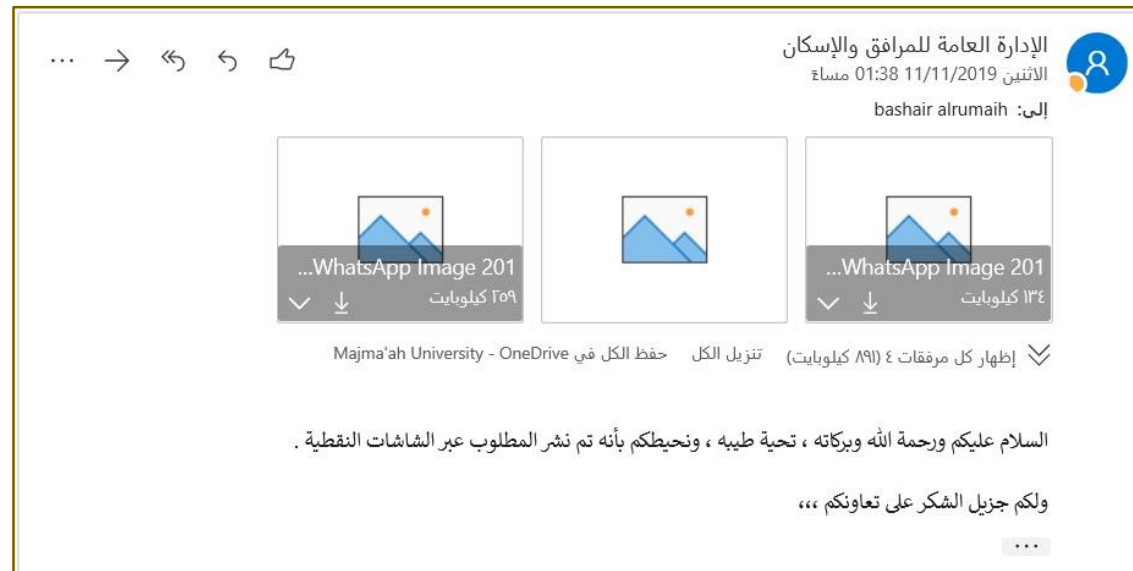 الإدارة العامة للمرافق والإسكان
الاثنين 11/11/2019 01:38 مساءً
إلى: bashair alrumaih
WhatsApp Image 201...
١٣٤ كيلوبايت
WhatsApp Image 201...
٢٥٩ كيلوبايت
إظهار كل مرفقات ٤ (٨٩١ كيلوبايت) تنزيل الكل حفظ الكل في Majma'ah University - OneDrive
السلام عليكم ورحمة الله وبركاته ، تحية طيبه ، ونحيطكم بأنه تم نشر المطلوب عبر الشاشات النقطية .
ولكم جزيل الشكر على تعاونكم ،،،